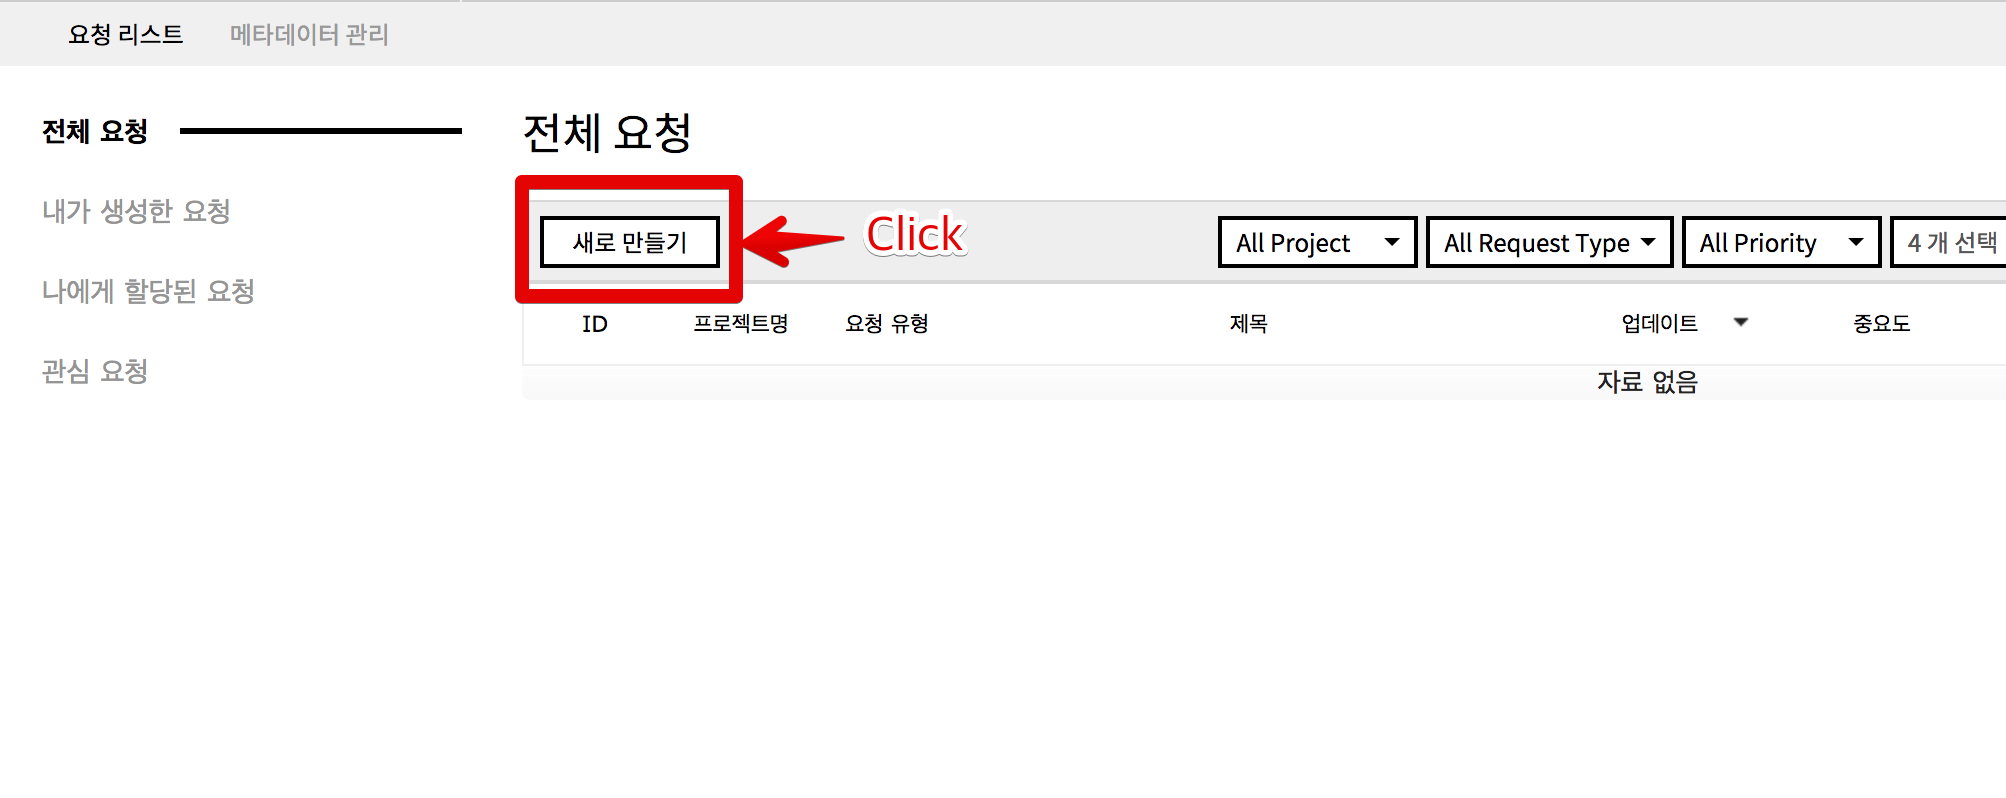 요청 리스트 메타데이터 관리
전체 요청
내가 생성한 요청
나에게 할당된 요청
관심 요청
전체 요청
새로 만들기 Click All Project All Request Type All Priority 4 개 선택
ID 프로젝트명 요청 유형 제목 업데이트 중요도
자료 없음